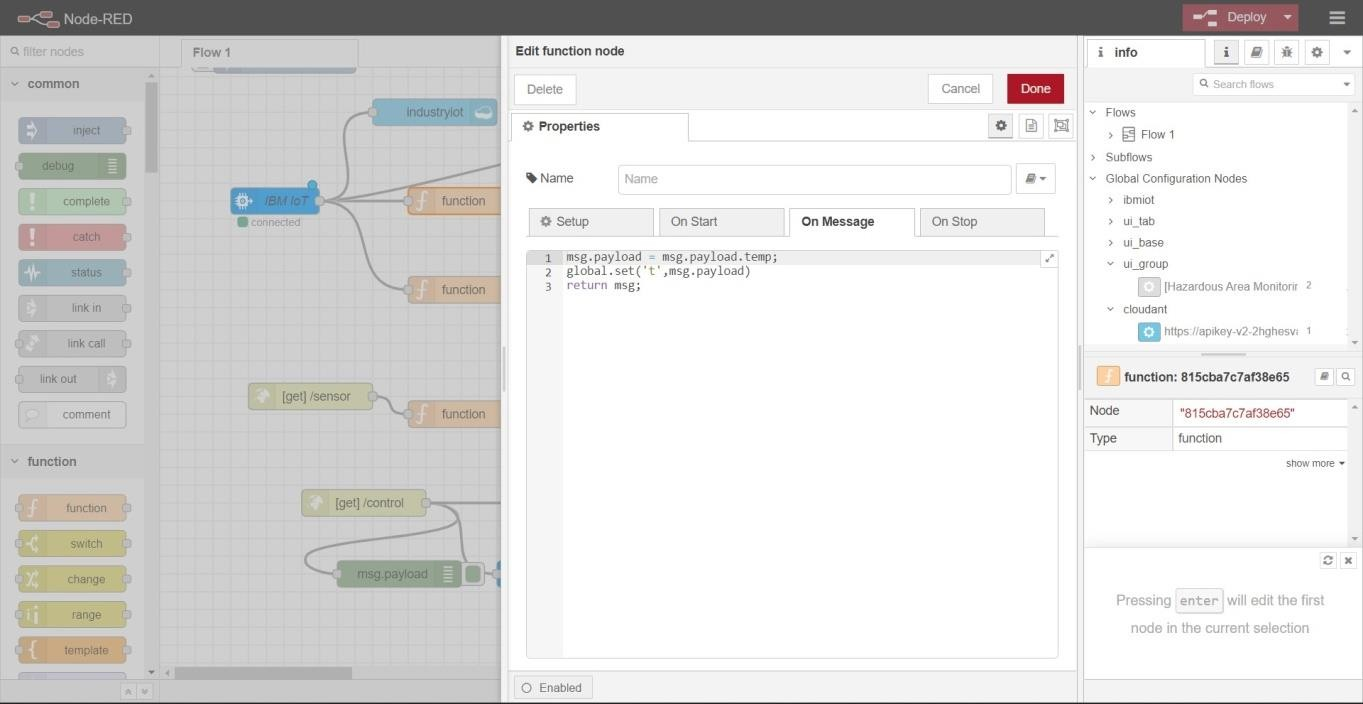 Node-RED
Deploy
filter nodes
Flow 1
common
inject
debug
complete
catch
status
link in
link call
link out
comment
function
function
switch
change
range
template
industryiot
IBM IoT
connected
function
function
[get] /sensor
function
[get] /control
msg.payload
Edit function node
Delete
Cancel
Done
Properties
Name
Name
Setup
On Start
On Message
On Stop
1 msg.payload = msg.payload.temp;
2 global.set('t',msg.payload)
3 return msg;
Enabled
i info
i
Search flows
Flows
Flow 1
Subflows
Global Configuration Nodes
ibmiot
ui_tab
ui_base
ui_group
[Hazardous Area Monitorin 2
cloudant
https://apikey-v2-2hghesva 1
function: 815cba7c7af38e65
Node "815cba7c7af38e65"
Type function
show more
Pressing enter will edit the first
node in the current selection